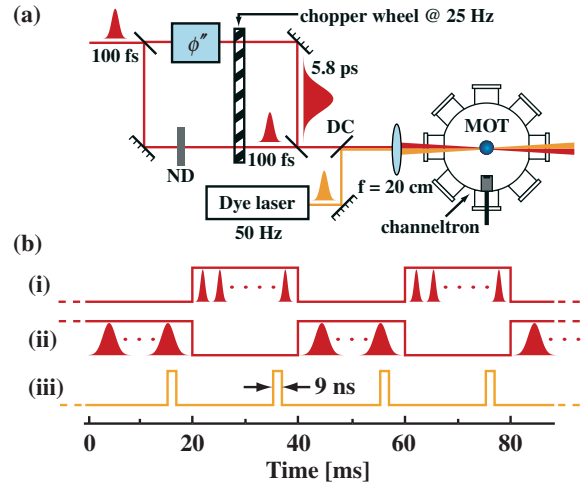 (a)
chopper wheel @ 25 Hz
100 fs
ϕ″
5.8 ps
ND
100 fs
DC
MOT
Dye laser
50 Hz
f = 20 cm
channeltron
(b)
(i)
(ii)
(iii)
9 ns
0 20 40 60 80
Time [ms]